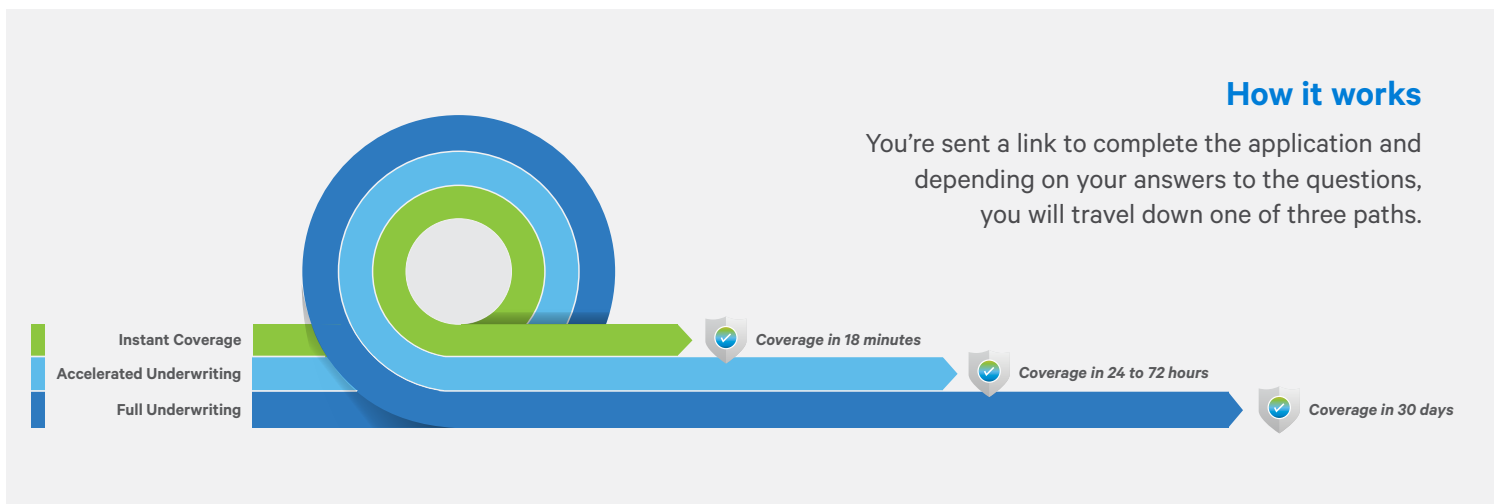 How it works
You’re sent a link to complete the application and
depending on your answers to the questions,
you will travel down one of three paths.
Instant Coverage
Coverage in 18 minutes
Accelerated Underwriting
Coverage in 24 to 72 hours
Full Underwriting
Coverage in 30 days